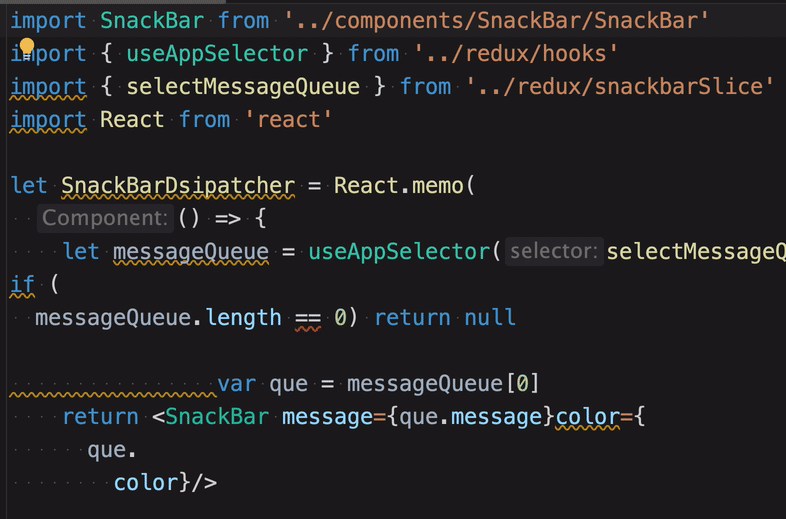 import SnackBar from '../components/SnackBar/SnackBar'
import { useAppSelector } from '../redux/hooks'
import { selectMessageQueue } from '../redux/snackbarSlice'
import React from 'react'
let SnackBarDsipatcher = React.memo(
Component: () => {
let messageQueue = useAppSelector( selector: selectMessageQ
if (
messageQueue.length == 0) return null
var que = messageQueue[0]
return <SnackBar message={que.message}color={
que.
color}/>